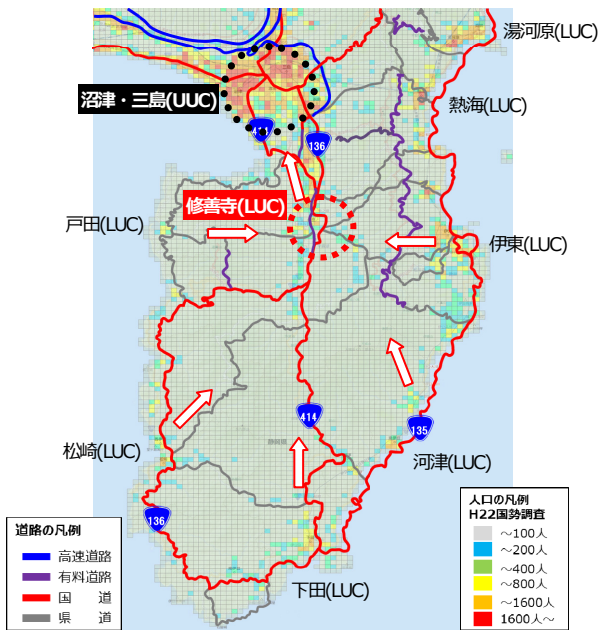 湯河原(LUC)
沼津・三島(UUC)
熱海(LUC)
414
136
修善寺(LUC)
戸田(LUC)
伊東(LUC)
414
135
松崎(LUC)
河津(LUC)
136
下田(LUC)
道路の凡例
高速道路
有料道路
国　道
県　道
人口の凡例
H22国勢調査
～100人
～200人
～400人
～800人
～1600人
1600人～